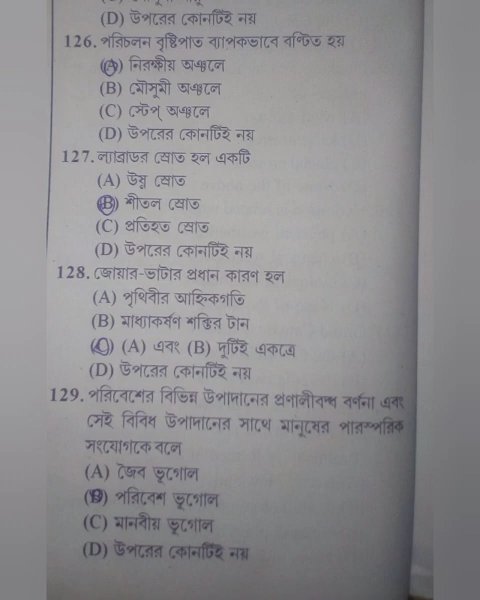 (D) উপরের কোনটিই নয়
126. পরিচলন বৃষ্টিপাত ব্যাপকভাবে বণ্টিত হয়
(A) নিরক্ষীয় অঞ্চলে
(B) মৌসুমী অঞ্চলে
(C) স্টেপ্ অঞ্চলে
(D) উপরের কোনটিই নয়
127. ল্যাব্রাডর স্রোত হল একটি
(A) উষ্ণ স্রোত
(B) শীতল স্রোত
(C) প্রতিহত স্রোত
(D) উপরের কোনটিই নয়
128. জোয়ার-ভাটার প্রধান কারণ হল
(A) পৃথিবীর আহ্নিকগতি
(B) মাধ্যাকর্ষণ শক্তির টান
(C) (A) এবং (B) দুটিই একত্রে
(D) উপরের কোনটিই নয়
129. পরিবেশের বিভিন্ন উপাদানের প্রণালীবদ্ধ বর্ণনা এবং
সেই বিবিধ উপাদানের সাথে মানুষের পারস্পরিক
সংযোগকে বলে
(A) জৈব ভূগোল
(B) পরিবেশ ভূগোল
(C) মানবীয় ভূগোল
(D) উপরের কোনটিই নয়